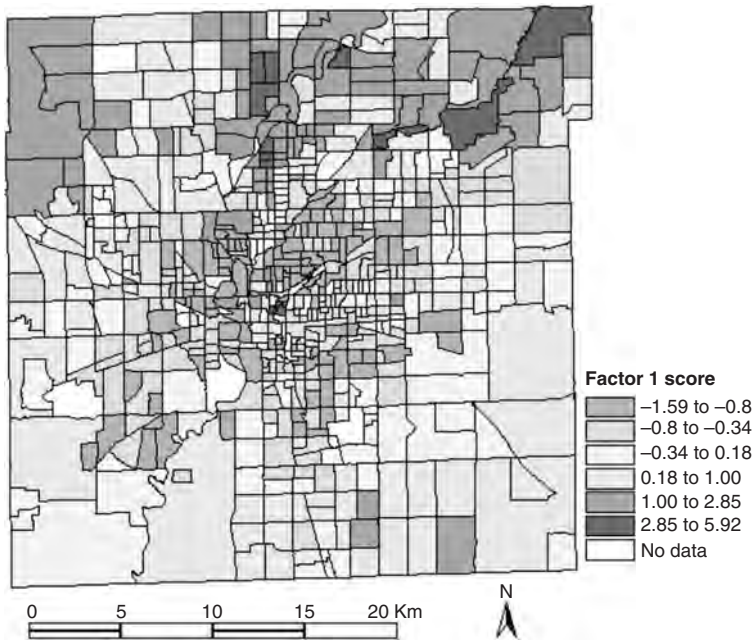 Factor 1 score
–1.59 to –0.8
–0.8 to –0.34
–0.34 to 0.18
0.18 to 1.00
1.00 to 2.85
2.85 to 5.92
No data
0 5 10 15 20 Km
N